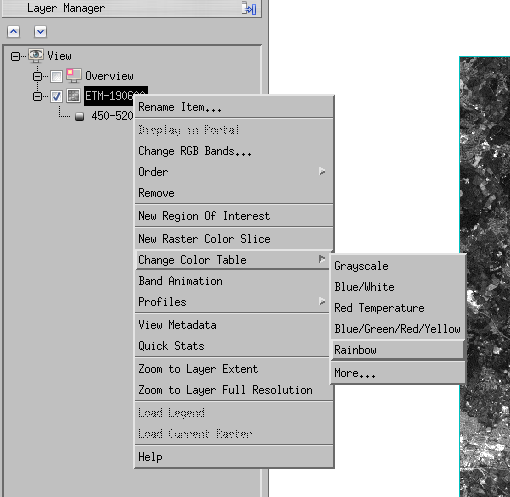 Layer Manager
View
Overview
ETM-1906
450-520
Rename Item...
Display in Portal
Change RGB Bands...
Order
Remove
New Region Of Interest
New Raster Color Slice
Change Color Table
Band Animation
Profiles
View Metadata
Quick Stats
Zoom to Layer Extent
Zoom to Layer Full Resolution
Load Legend
Load Current Raster
Help
Grayscale
Blue/White
Red Temperature
Blue/Green/Red/Yellow
Rainbow
More...